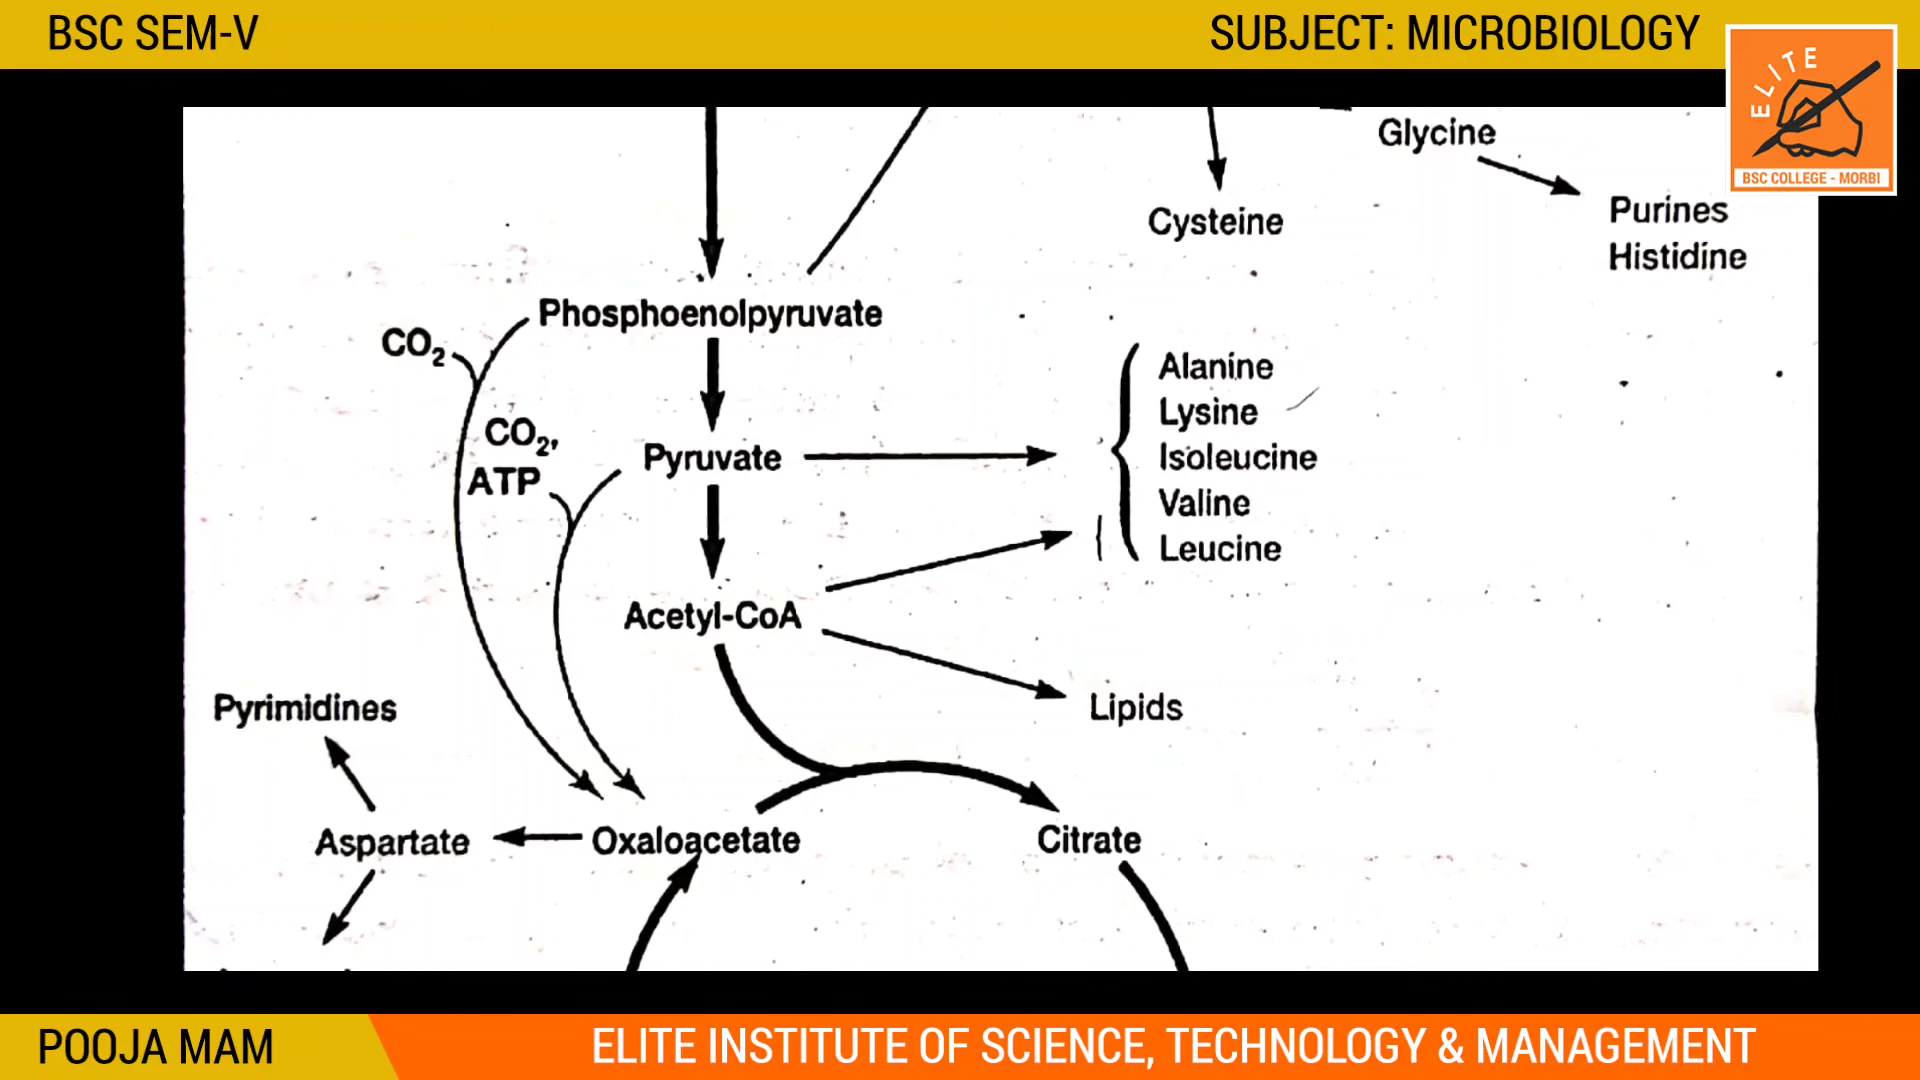 BSC SEM-V
SUBJECT: MICROBIOLOGY
ELITE
BSC COLLEGE - MORBI
Glycine
Cysteine
Purines
Histidine
Phosphoenolpyruvate
CO₂
CO₂,
ATP
Pyruvate
Alanine
Lysine
Isoleucine
Valine
Leucine
Acetyl-CoA
Lipids
Pyrimidines
Aspartate
Oxaloacetate
Citrate
POOJA MAM
ELITE INSTITUTE OF SCIENCE, TECHNOLOGY & MANAGEMENT